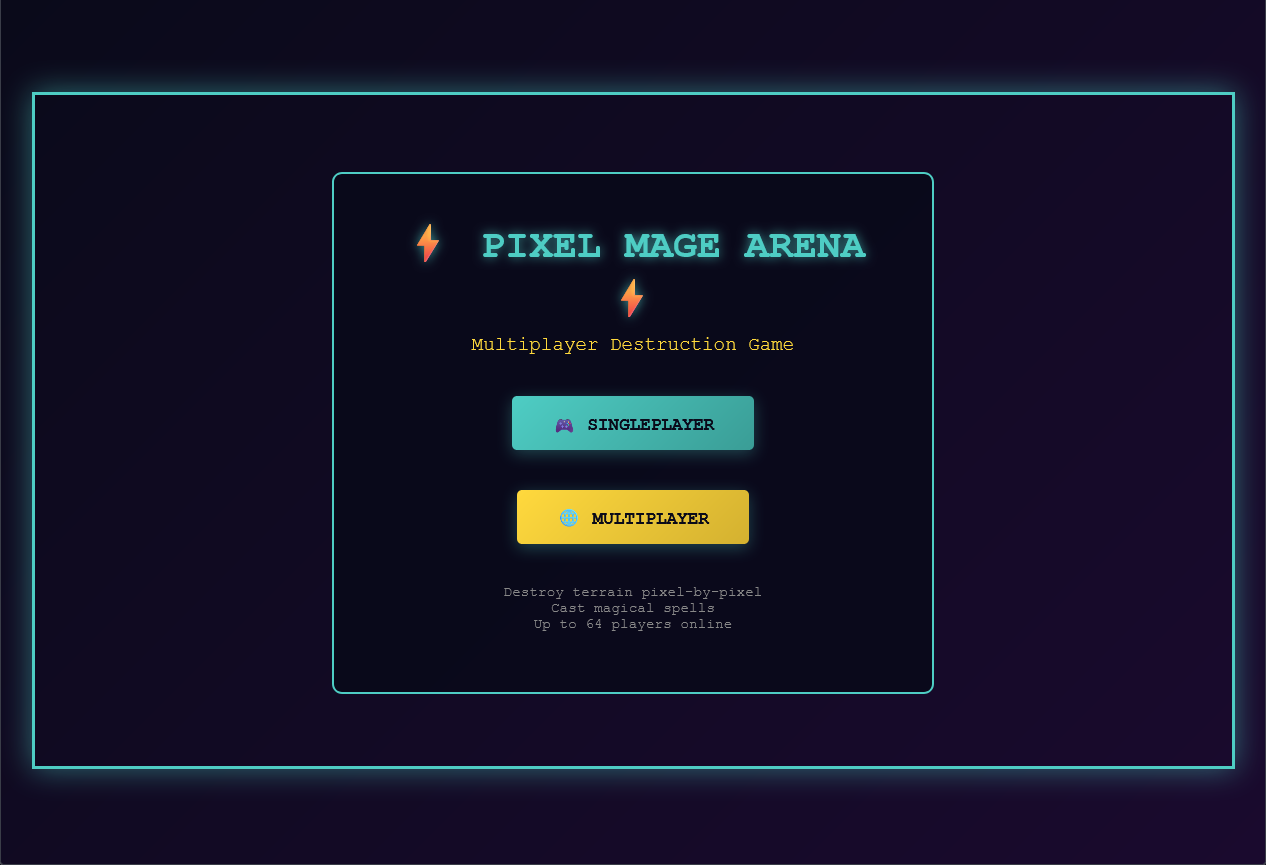 ⚡ PIXEL MAGE ARENA
⚡
Multiplayer Destruction Game
🎮 SINGLEPLAYER
🌐 MULTIPLAYER
Destroy terrain pixel-by-pixel
Cast magical spells
Up to 64 players online